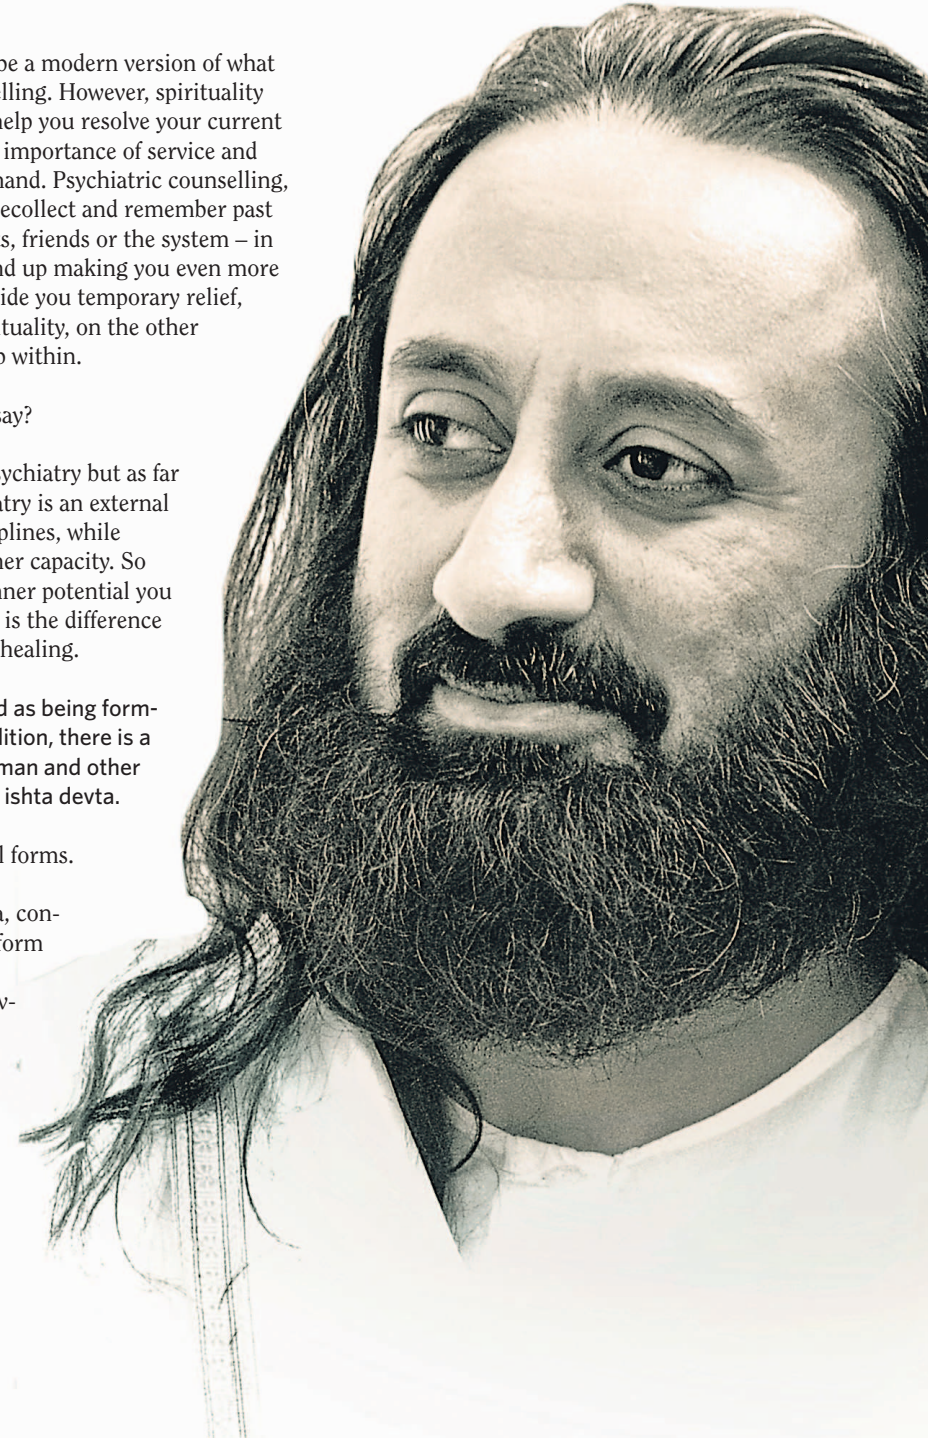 be a modern version of what
elling. However, spirituality
help you resolve your current
importance of service and
hand. Psychiatric counselling,
ecollect and remember past
s, friends or the system – in
nd up making you even more
ide you temporary relief,
tuality, on the other
p within.
say?
sychiatry but as far
atry is an external
plines, while
ner capacity. So
nner potential you
is the difference
healing.
d as being form-
dition, there is a
man and other
ishta devta.
l forms.
a, con-
form
v-